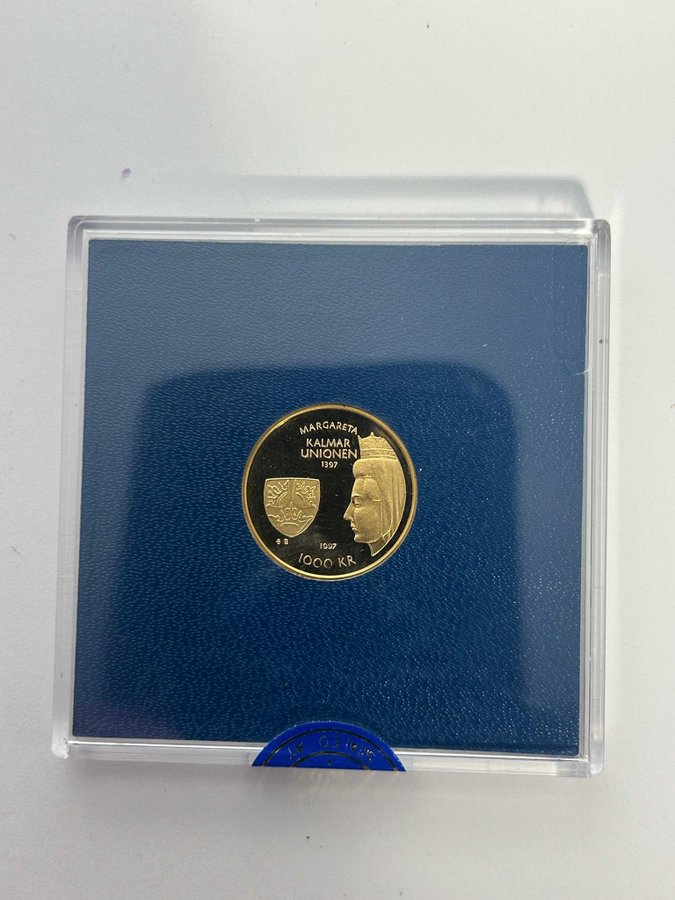 MARGARETA
KALMAR
UNIONEN
1397
1997
1000 KR